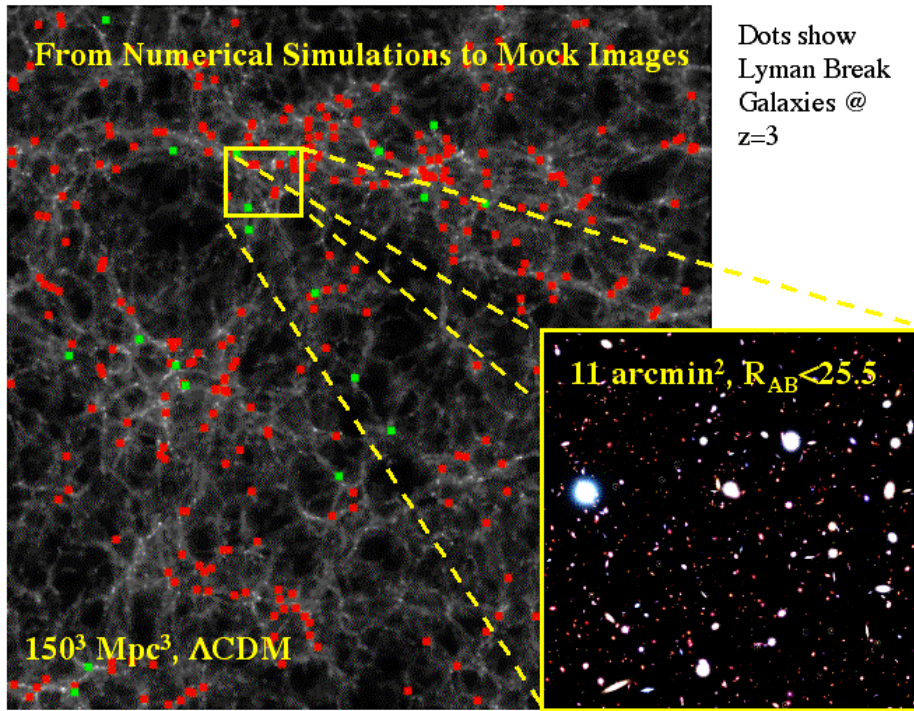 From Numerical Simulations to Mock Images
Dots show
Lyman Break
Galaxies @
z=3
11 arcmin², R_AB<25.5
150³ Mpc³, ΛCDM